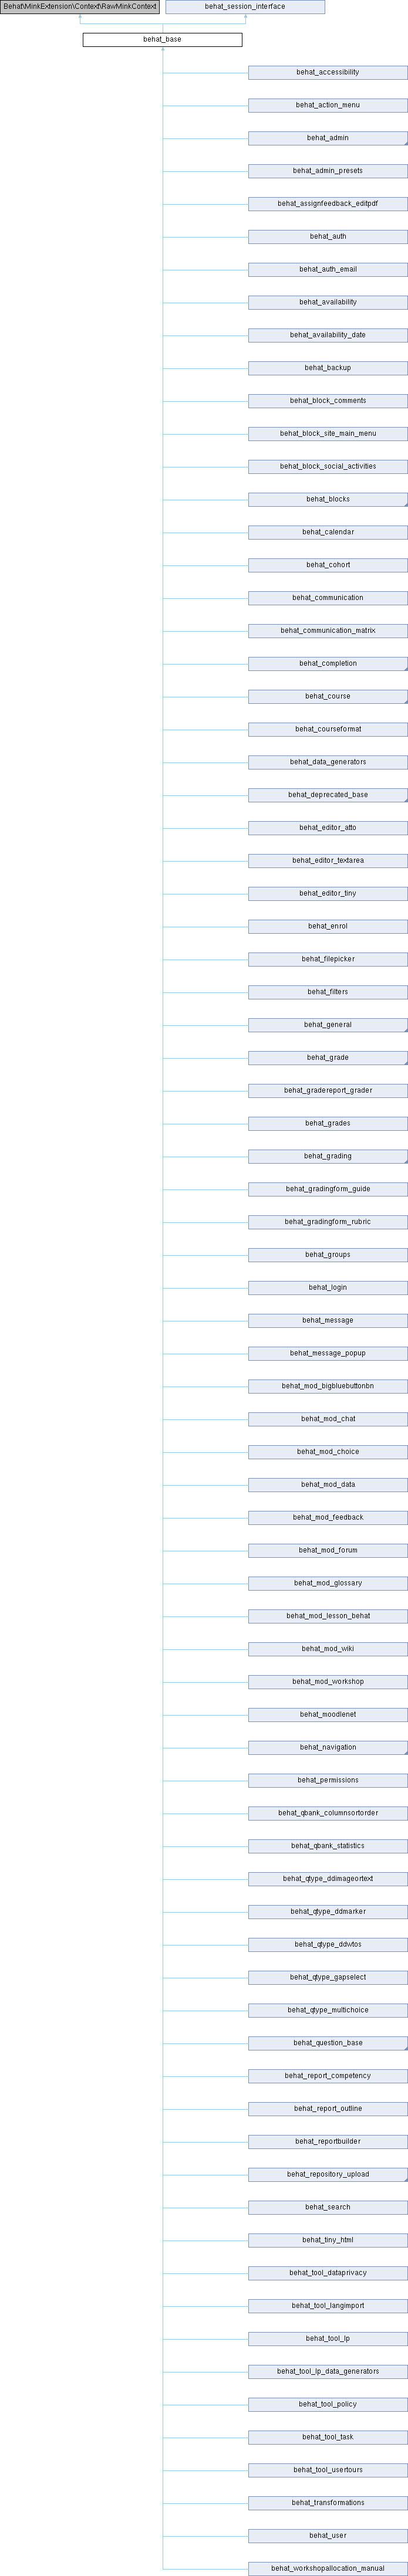 Behat\MinkExtension\Context\RawMinkContext
behat_session_interface
behat_base
behat_accessibility
behat_action_menu
behat_admin
behat_admin_presets
behat_assignfeedback_editpdf
behat_auth
behat_auth_email
behat_availability
behat_availability_date
behat_backup
behat_block_comments
behat_block_site_main_menu
behat_block_social_activities
behat_blocks
behat_calendar
behat_cohort
behat_communication
behat_communication_matrix
behat_completion
behat_course
behat_courseformat
behat_data_generators
behat_deprecated_base
behat_editor_atto
behat_editor_textarea
behat_editor_tiny
behat_enrol
behat_filepicker
behat_filters
behat_general
behat_grade
behat_gradereport_grader
behat_grades
behat_grading
behat_gradingform_guide
behat_gradingform_rubric
behat_groups
behat_login
behat_message
behat_message_popup
behat_mod_bigbluebuttonbn
behat_mod_chat
behat_mod_choice
behat_mod_data
behat_mod_feedback
behat_mod_forum
behat_mod_glossary
behat_mod_lesson_behat
behat_mod_wiki
behat_mod_workshop
behat_moodlenet
behat_navigation
behat_permissions
behat_qbank_columnsortorder
behat_qbank_statistics
behat_qtype_ddimageortext
behat_qtype_ddmarker
behat_qtype_ddwtos
behat_qtype_gapselect
behat_qtype_multichoice
behat_question_base
behat_report_competency
behat_report_outline
behat_reportbuilder
behat_repository_upload
behat_search
behat_tiny_html
behat_tool_dataprivacy
behat_tool_langimport
behat_tool_lp
behat_tool_lp_data_generators
behat_tool_policy
behat_tool_task
behat_tool_usertours
behat_transformations
behat_user
behat_workshopallocation_manual